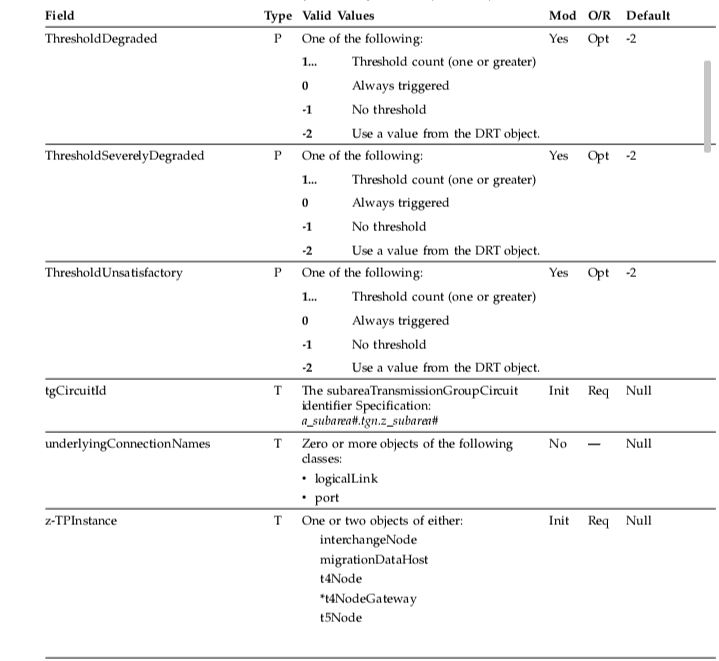 Field Type Valid Values Mod O/R Default
ThresholdDegraded P One of the following: Yes Opt -2
1... Threshold count (one or greater)
0 Always triggered
-1 No threshold
-2 Use a value from the DRT object.
ThresholdSeverelyDegraded P One of the following: Yes Opt -2
1... Threshold count (one or greater)
0 Always triggered
-1 No threshold
-2 Use a value from the DRT object.
ThresholdUnsatisfactory P One of the following: Yes Opt -2
1... Threshold count (one or greater)
0 Always triggered
-1 No threshold
-2 Use a value from the DRT object.
tgCircuitId T The subareaTransmissionGroupCircuit Init Req Null
identifier Specification:
a_subarea#.tgn.z_subarea#
underlyingConnectionNames T Zero or more objects of the following No — Null
classes:
• logicalLink
• port
z-TPInstance T One or two objects of either: Init Req Null
interchangeNode
migrationDataHost
t4Node
*t4NodeGateway
t5Node